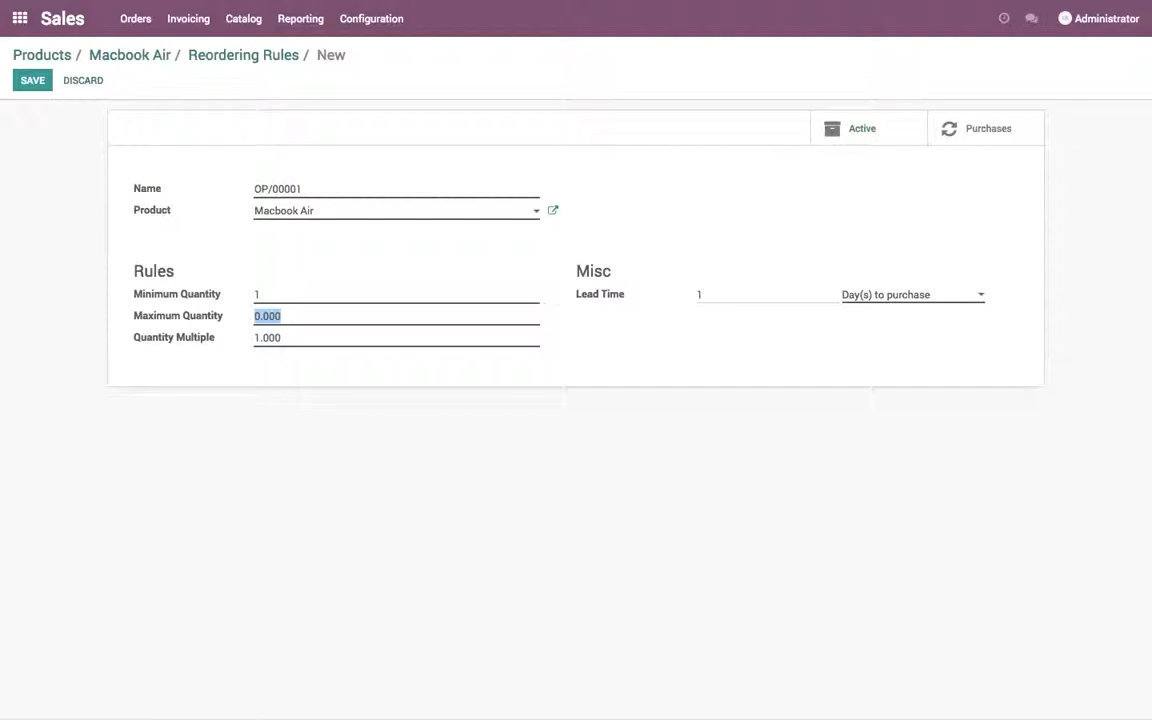 Sales Orders Invoicing Catalog Reporting Configuration Administrator
Products / Macbook Air / Reordering Rules / New
SAVE DISCARD
Active Purchases
Name OP/00001
Product Macbook Air
Rules Misc
Minimum Quantity 1 Lead Time 1 Day(s) to purchase
Maximum Quantity 0.000
Quantity Multiple 1.000